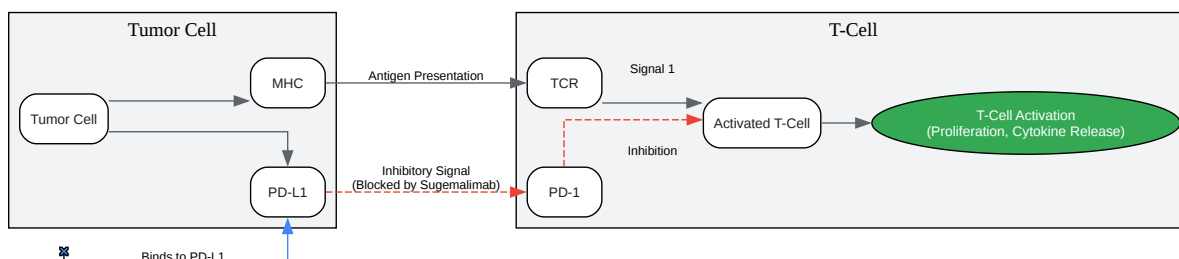 Tumor Cell
T-Cell
MHC
Antigen Presentation
TCR
Signal 1
Tumor Cell
Activated T-Cell
T-Cell Activation
(Proliferation, Cytokine Release)
Inhibition
PD-L1
Inhibitory Signal
(Blocked by Sugemalimab)
PD-1
Binds to PD-L1